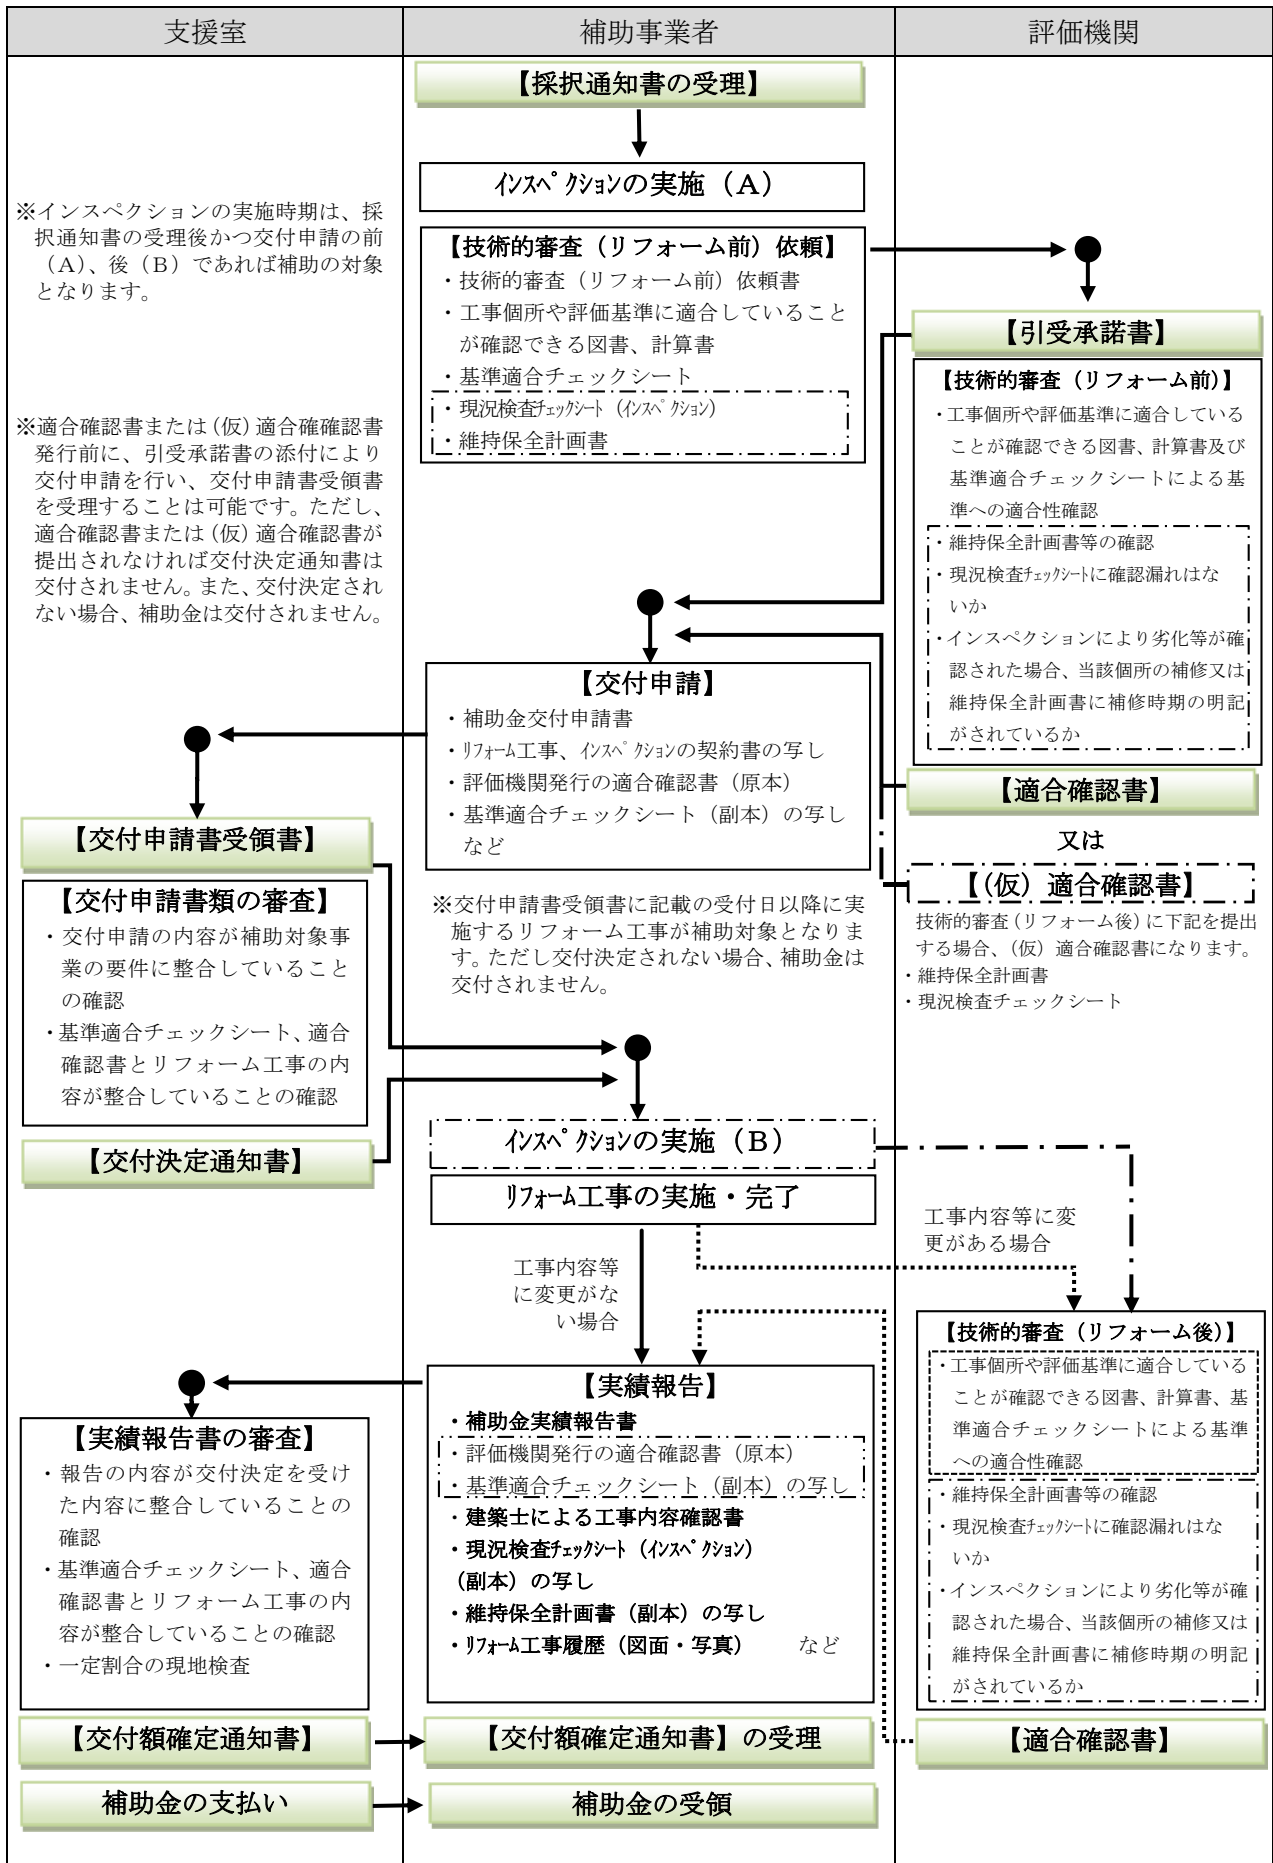 支援室
補助事業者
評価機関
【採択通知書の受理】
インスペクションの実施（A）
※インスペクションの実施時期は、採
択通知書の受理後かつ交付申請の前
（A）、後（B）であれば補助の対象
となります。
【技術的審査（リフォーム前）依頼】
・技術的審査（リフォーム前）依頼書
・工事個所や評価基準に適合していること
が確認できる図書、計算書
・基準適合チェックシート
・現況検査チェックシート（インスペクション）
・維持保全計画書
【引受承諾書】
【技術的審査（リフォーム前）】
・工事個所や評価基準に適合している
ことが確認できる図書、計算書及び
基準適合チェックシートによる基
準への適合性確認
・維持保全計画書等の確認
・現況検査チェックシートに確認漏れはな
いか
・インスペクションにより劣化等が確
認された場合、当該個所の補修又は
維持保全計画書に補修時期の明記
がされているか
※適合確認書または（仮）適合確確認書
発行前に、引受承諾書の添付により
交付申請を行い、交付申請書受領書
を受理することは可能です。ただし、
適合確認書または（仮）適合確認書が
提出されなければ交付決定通知書は
交付されません。また、交付決定され
ない場合、補助金は交付されません。
【交付申請】
・補助金交付申請書
・リフォーム工事、インスペクションの契約書の写し
・評価機関発行の適合確認書（原本）
・基準適合チェックシート（副本）の写し
など
【適合確認書】
又は
【（仮）適合確認書】
技術的審査（リフォーム後）に下記を提出
する場合、（仮）適合確認書になります。
・維持保全計画書
・現況検査チェックシート
【交付申請書受領書】
【交付申請書類の審査】
・交付申請の内容が補助対象事
業の要件に整合していること
の確認
・基準適合チェックシート、適合
確認書とリフォーム工事の内
容が整合していることの確認
【交付決定通知書】
※交付申請書受領書に記載の受付日以降に実
施するリフォーム工事が補助対象となりま
す。ただし交付決定されない場合、補助金は
交付されません。
インスペクションの実施（B）
リフォーム工事の実施・完了
工事内容等に変
更がある場合
工事内容等
に変更がな
い場合
【技術的審査（リフォーム後）】
・工事個所や評価基準に適合している
ことが確認できる図書、計算書、基
準適合チェックシートによる基準
への適合性確認
・維持保全計画書等の確認
・現況検査チェックシートに確認漏れはな
いか
・インスペクションにより劣化等が確
認された場合、当該個所の補修又は
維持保全計画書に補修時期の明記
がされているか
【実績報告】
・補助金実績報告書
・評価機関発行の適合確認書（原本）
・基準適合チェックシート（副本）の写し
・建築士による工事内容確認書
・現況検査チェックシート（インスペクション）
（副本）の写し
・維持保全計画書（副本）の写し
・リフォーム工事履歴（図面・写真）　など
【実績報告書の審査】
・報告の内容が交付決定を受け
た内容に整合していることの
確認
・基準適合チェックシート、適合
確認書とリフォーム工事の内
容が整合していることの確認
・一定割合の現地検査
【交付額確定通知書】
【交付額確定通知書】の受理
【適合確認書】
補助金の支払い
補助金の受領